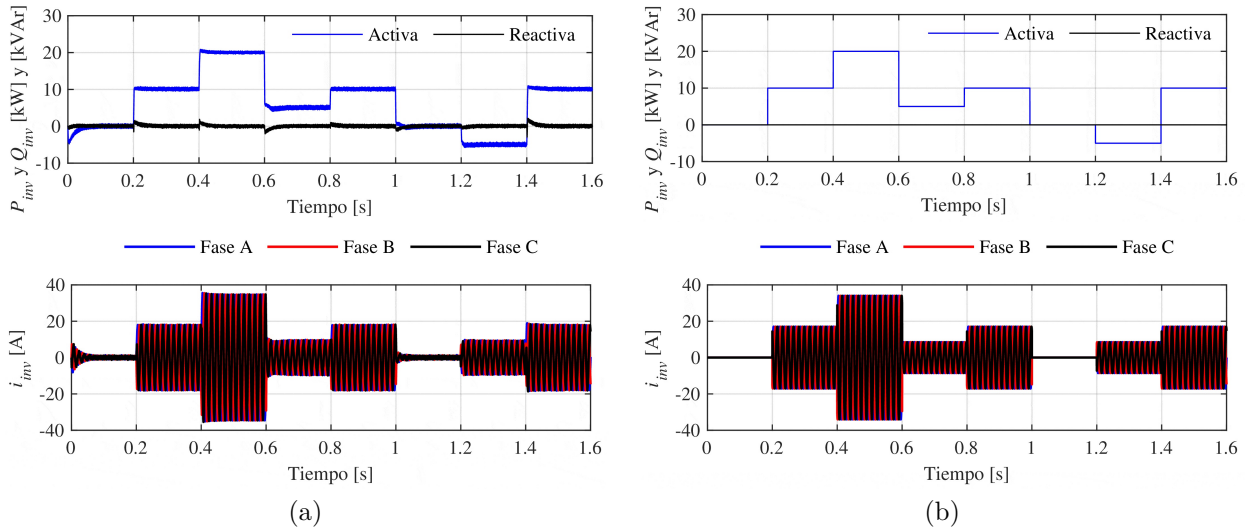 P_inv [kW] y Q_inv y [kVAr]
30
20
10
0
-10
Activa
Reactiva
0 0.2 0.4 0.6 0.8 1 1.2 1.4 1.6
Tiempo [s]
Fase A Fase B Fase C
i_inv [A]
40
20
0
-20
-40
0 0.2 0.4 0.6 0.8 1 1.2 1.4 1.6
Tiempo [s]
(a)
P_inv y Q_inv [kW] y [kVAr]
30
20
10
0
-10
Activa
Reactiva
0 0.2 0.4 0.6 0.8 1 1.2 1.4 1.6
Tiempo [s]
Fase A Fase B Fase C
i_inv [A]
40
20
0
-20
-40
0 0.2 0.4 0.6 0.8 1 1.2 1.4 1.6
Tiempo [s]
(b)